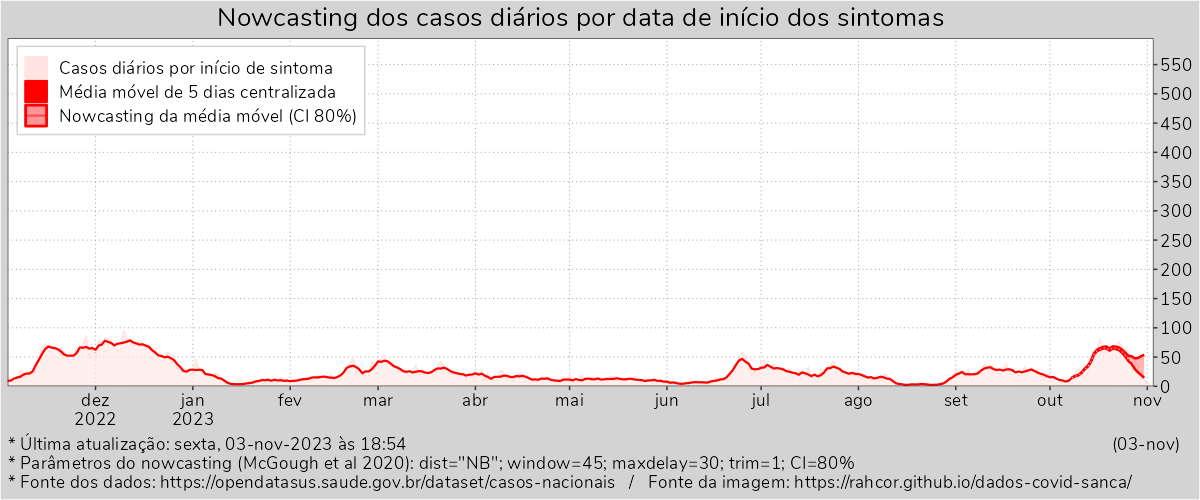 Nowcasting dos casos diários por data de início dos sintomas
Casos diários por início de sintoma
Média móvel de 5 dias centralizada
Nowcasting da média móvel (CI 80%)
550
500
450
400
350
300
250
200
150
100
50
0
dez jan fev mar abr mai jun jul ago set out nov
2022 2023
* Última atualização: sexta, 03-nov-2023 às 18:54 (03-nov)
* Parâmetros do nowcasting (McGough et al 2020): dist="NB"; window=45; maxdelay=30; trim=1; CI=80%
* Fonte dos dados: https://opendatasus.saude.gov.br/dataset/casos-nacionais / Fonte da imagem: https://rahcor.github.io/dados-covid-sanca/